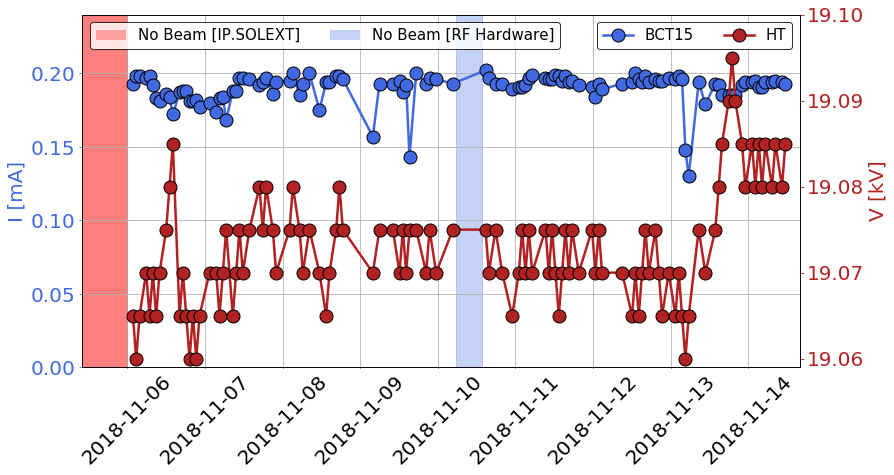 No Beam [IP.SOLEXT] No Beam [RF Hardware] BCT15 HT
I [mA]
0.20
0.15
0.10
0.05
0.00
19.10
19.09
19.08
19.07
19.06
V [kV]
2018-11-06 2018-11-07 2018-11-08 2018-11-09 2018-11-10 2018-11-11 2018-11-12 2018-11-13 2018-11-14